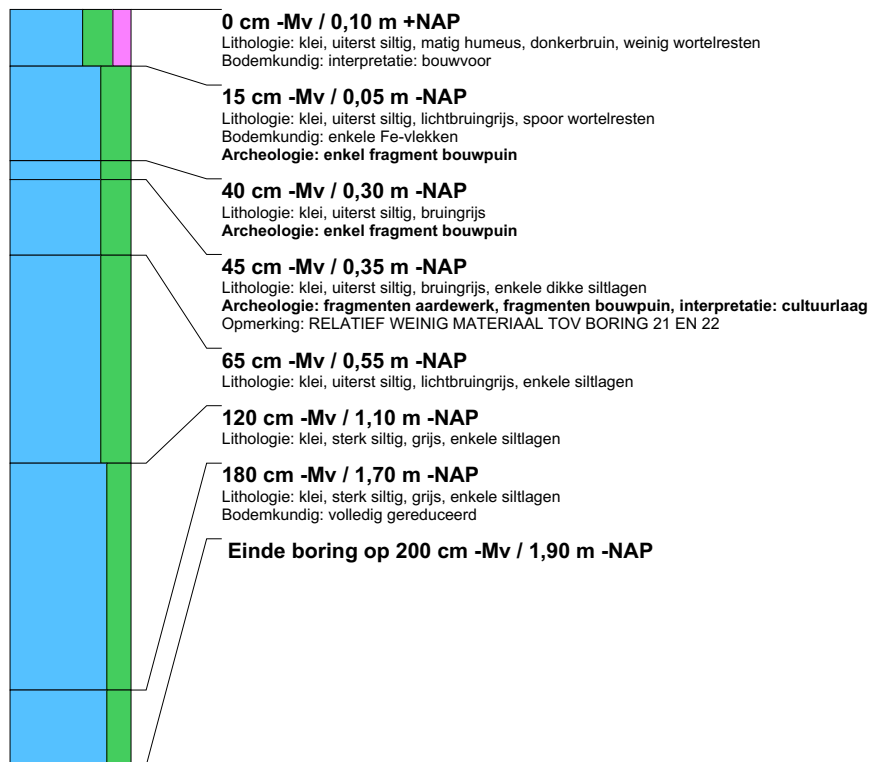 0 cm -Mv / 0,10 m +NAP
Lithologie: klei, uiterst siltig, matig humeus, donkerbruin, weinig wortelresten
Bodemkundig: interpretatie: bouwvoor
15 cm -Mv / 0,05 m -NAP
Lithologie: klei, uiterst siltig, lichtbruingrijs, spoor wortelresten
Bodemkundig: enkele Fe-vlekken
Archeologie: enkel fragment bouwpuin
40 cm -Mv / 0,30 m -NAP
Lithologie: klei, uiterst siltig, bruingrijs
Archeologie: enkel fragment bouwpuin
45 cm -Mv / 0,35 m -NAP
Lithologie: klei, uiterst siltig, bruingrijs, enkele dikke siltlagen
Archeologie: fragmenten aardewerk, fragmenten bouwpuin, interpretatie: cultuurlaag
Opmerking: RELATIEF WEINIG MATERIAAL TOV BORING 21 EN 22
65 cm -Mv / 0,55 m -NAP
Lithologie: klei, uiterst siltig, lichtbruingrijs, enkele siltlagen
120 cm -Mv / 1,10 m -NAP
Lithologie: klei, sterk siltig, grijs, enkele siltlagen
180 cm -Mv / 1,70 m -NAP
Lithologie: klei, sterk siltig, grijs, enkele siltlagen
Bodemkundig: volledig gereduceerd
Einde boring op 200 cm -Mv / 1,90 m -NAP